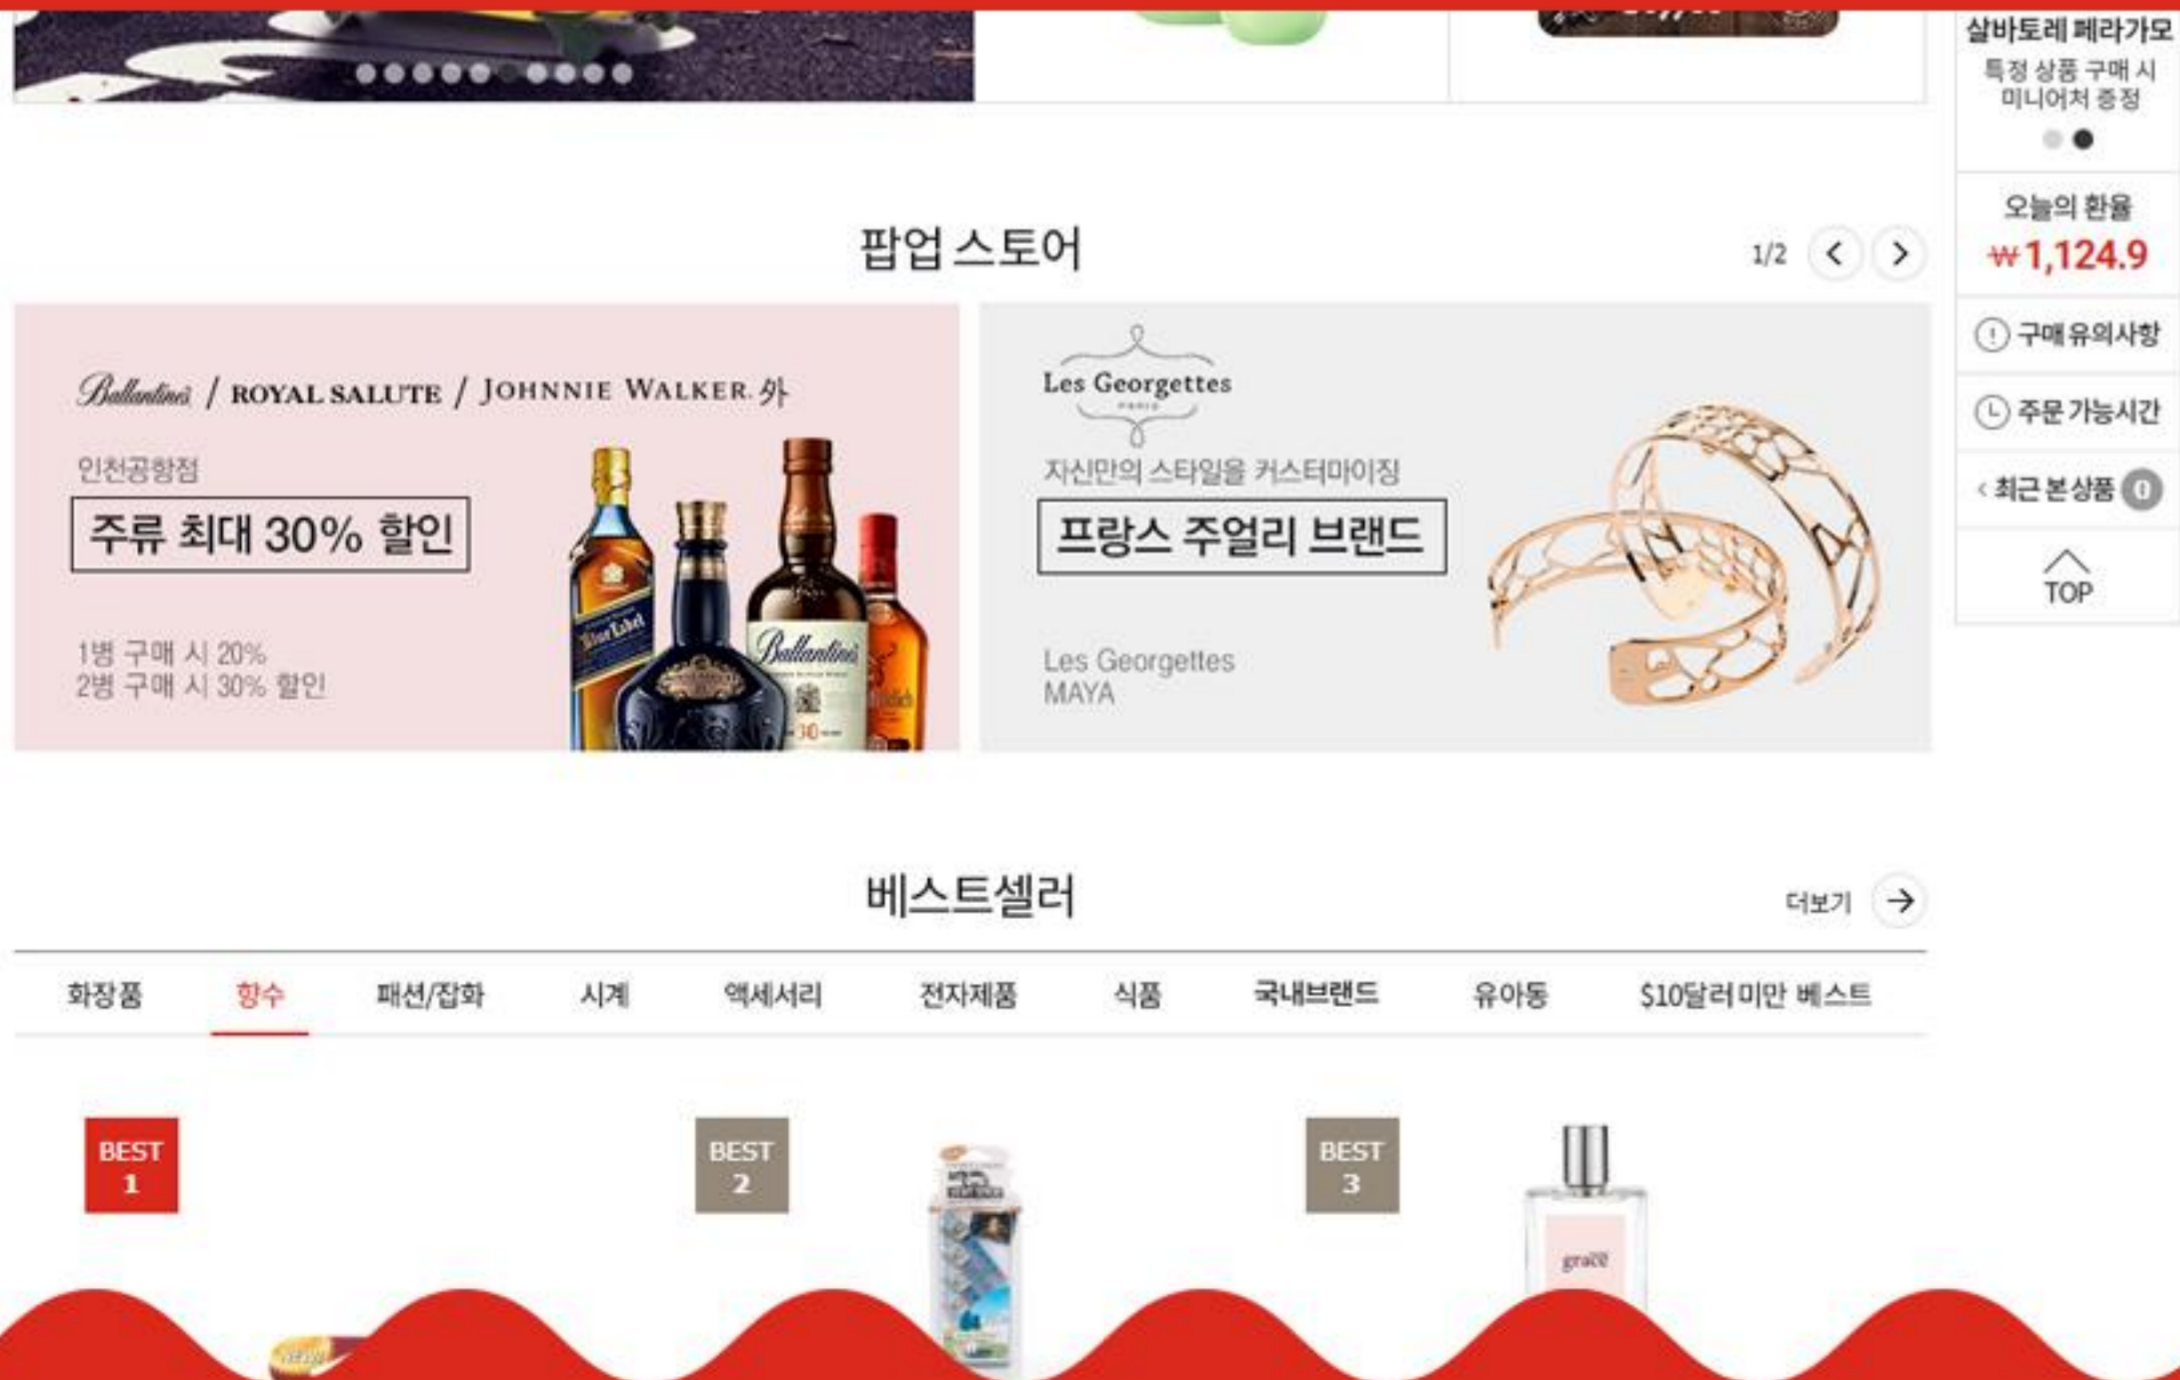 살바토레 페라가모
특정 상품 구매 시
미니어처 증정
오늘의 환율
₩1,124.9
구매 유의사항
주문 가능시간
최근 본 상품 0
TOP
팝업 스토어
1/2
Ballantine's / ROYAL SALUTE / JOHNNIE WALKER. 外
인천공항점
주류 최대 30% 할인
1병 구매 시 20%
2병 구매 시 30% 할인
Blue Label
Ballantine's
30
Les Georgettes
PARIS
자신만의 스타일을 커스터마이징
프랑스 주얼리 브랜드
Les Georgettes
MAYA
베스트셀러
더보기
화장품 향수 패션/잡화 시계 액세서리 전자제품 식품 국내브랜드 유아동 $10달러미만 베스트
BEST
1
BEST
2
BEST
3
grace
NEW!